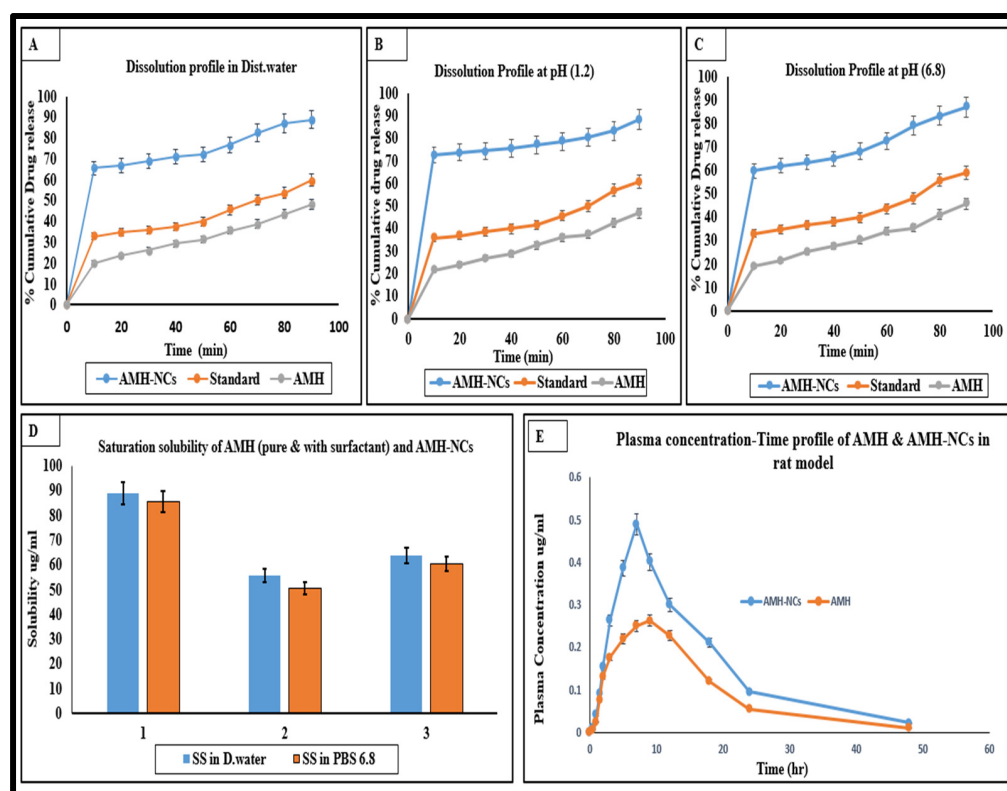 A
Dissolution profile in Dist.water
% Cumulative Drug release
100
90
80
70
60
50
40
30
20
10
0
0 20 40 60 80 100
Time (min)
AMH-NCs Standard AMH
B
Dissolution Profile at pH (1.2)
% Cumulative drug release
100
90
80
70
60
50
40
30
20
10
0
0 20 40 60 80 100
Time (min)
AMH-NCs Standard AMH
C
Dissolution Profile at pH (6.8)
% Cumulative Drug release
100
90
80
70
60
50
40
30
20
10
0
0 20 40 60 80 100
Time (min)
AMH-NCs Standard AMH
D
Saturation solubility of AMH (pure & with surfactant) and AMH-NCs
Solubility ug/ml
100
90
80
70
60
50
40
30
20
10
0
1 2 3
SS in D.water SS in PBS 6.8
E
Plasma concentration-Time profile of AMH & AMH-NCs in
rat model
Plasma Concentration ug/ml
0.6
0.5
0.4
0.3
0.2
0.1
0
AMH-NCs AMH
0 10 20 30 40 50 60
Time (hr)